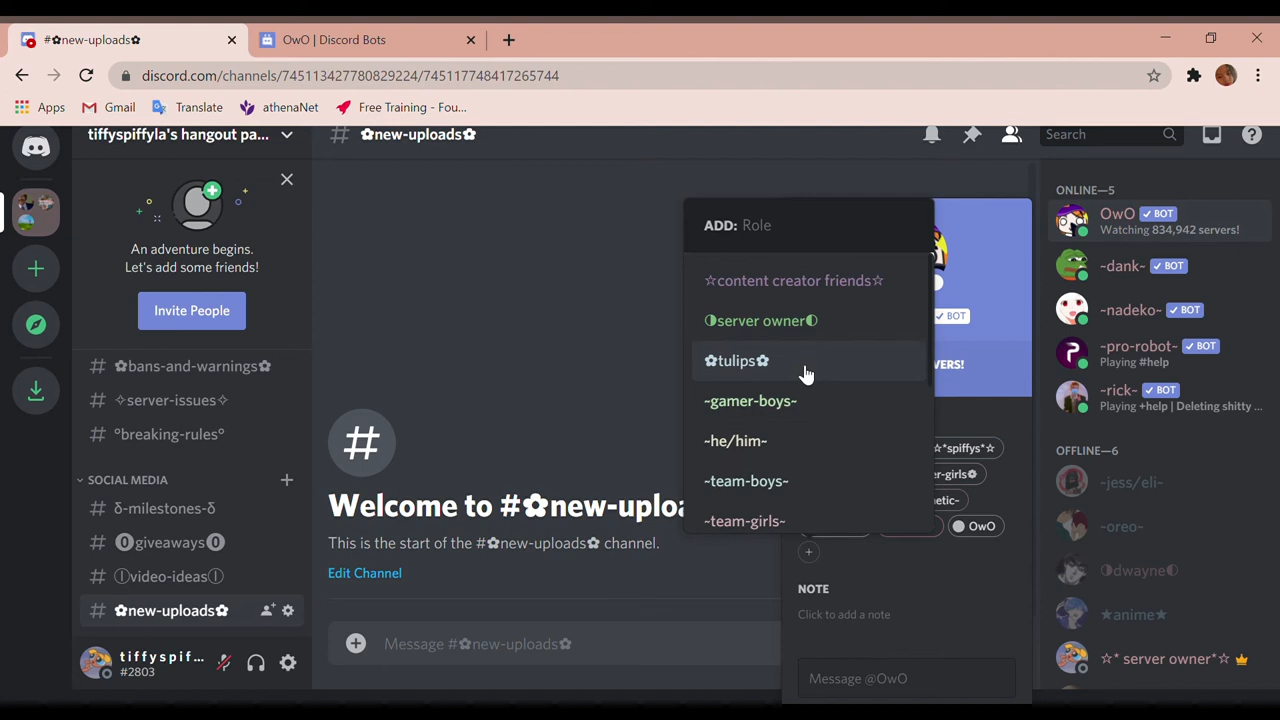 #✿new-uploads✿
OwO | Discord Bots
discord.com/channels/745113427780829224/745117748417265744
Apps
Gmail
Translate
athenaNet
Free Training - Fou...
tiffyspiffyla's hangout pa...
# ✿new-uploads✿
Search
An adventure begins.
Let's add some friends!
Invite People
# ✿bans-and-warnings✿
# ✧server-issues✧
# °breaking-rules°
SOCIAL MEDIA
# δ-milestones-δ
# ⓿giveaways⓿
# ⎮video-ideas⎮
# ✿new-uploads✿
tiffyspif...
#2803
#
Welcome to #✿new-uploa
This is the start of the #✿new-uploads✿ channel.
Edit Channel
Message #✿new-uploads✿
ADD: Role
☆content creator friends☆
◑server owner◐
✿tulips✿
~gamer-boys~
~he/him~
~team-boys~
~team-girls~
BOT
VERS!
☆*spiffys*☆
er-girls❁
netic~
OwO
NOTE
Click to add a note
Message @OwO
ONLINE—5
OwO BOT
Watching 834,942 servers!
~dank~ BOT
~nadeko~ BOT
~pro-robot~ BOT
Playing #help
~rick~ BOT
Playing +help | Deleting shitty ...
OFFLINE—6
~jess/eli~
~oreo~
◑dwayne◐
★anime★
☆* server owner*☆